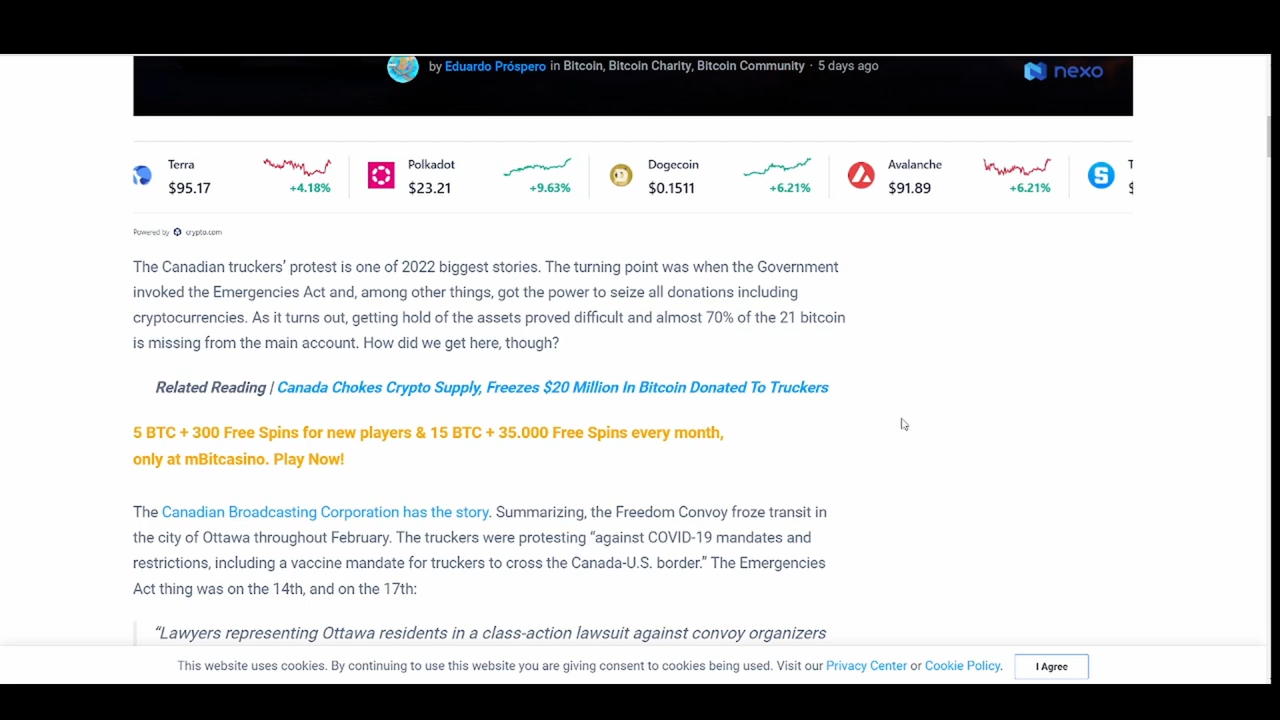 by Eduardo Próspero in Bitcoin, Bitcoin Charity, Bitcoin Community · 5 days ago
nexo
Terra
$95.17
+4.18%
Polkadot
$23.21
+9.63%
Dogecoin
$0.1511
+6.21%
Avalanche
$91.89
+6.21%
T
$
Powered by crypto.com
The Canadian truckers’ protest is one of 2022 biggest stories. The turning point was when the Government
invoked the Emergencies Act and, among other things, got the power to seize all donations including
cryptocurrencies. As it turns out, getting hold of the assets proved difficult and almost 70% of the 21 bitcoin
is missing from the main account. How did we get here, though?
Related Reading | Canada Chokes Crypto Supply, Freezes $20 Million In Bitcoin Donated To Truckers
5 BTC + 300 Free Spins for new players & 15 BTC + 35.000 Free Spins every month,
only at mBitcasino. Play Now!
The Canadian Broadcasting Corporation has the story. Summarizing, the Freedom Convoy froze transit in
the city of Ottawa throughout February. The truckers were protesting “against COVID-19 mandates and
restrictions, including a vaccine mandate for truckers to cross the Canada-U.S. border.” The Emergencies
Act thing was on the 14th, and on the 17th:
“Lawyers representing Ottawa residents in a class-action lawsuit against convoy organizers
This website uses cookies. By continuing to use this website you are giving consent to cookies being used. Visit our Privacy Center or Cookie Policy.
I Agree